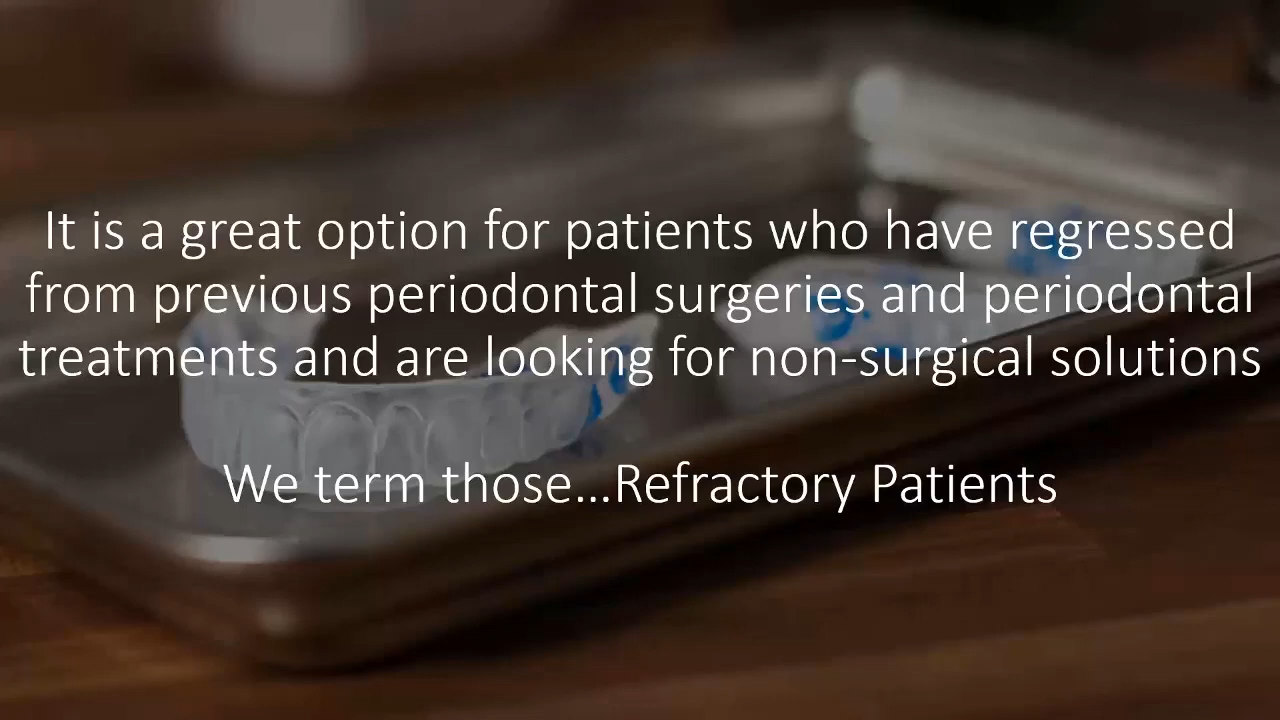 It is a great option for patients who have regressed
from previous periodontal surgeries and periodontal
treatments and are looking for non-surgical solutions
We term those...Refractory Patients